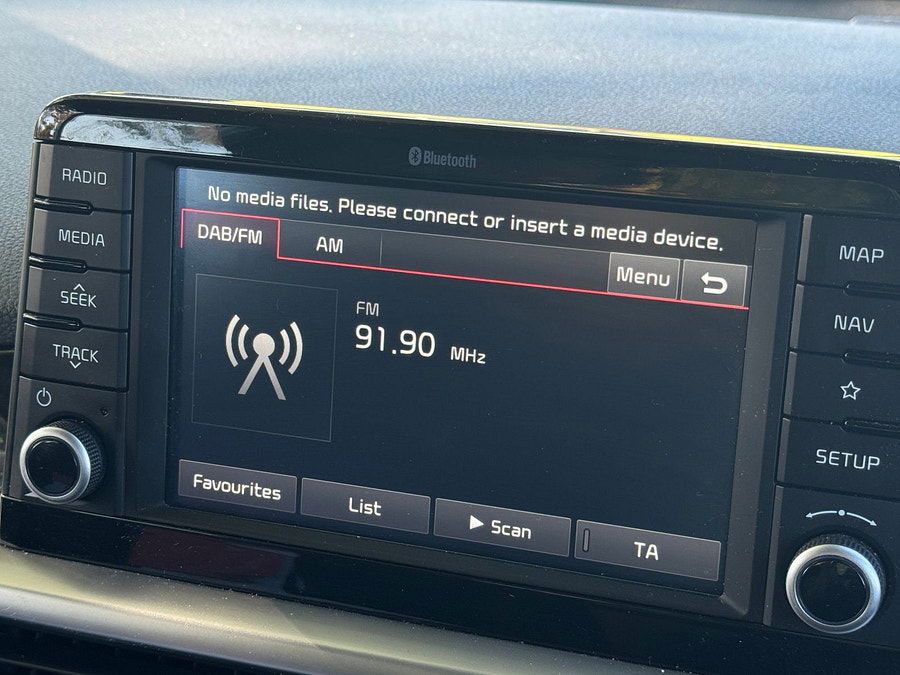 Bluetooth
RADIO
MEDIA
SEEK
TRACK
No media files. Please connect or insert a media device.
DAB/FM
AM
Menu
FM
91.90 MHz
Favourites
List
Scan
TA
MAP
NAV
SETUP